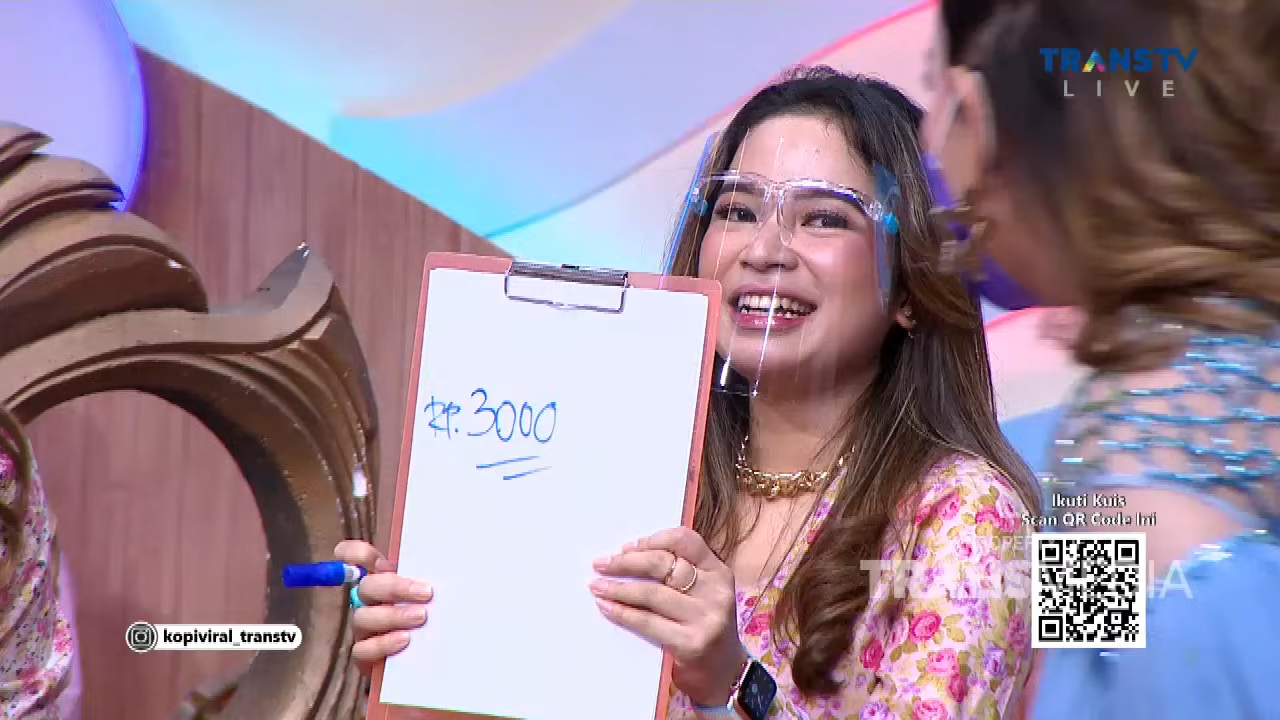 TRANSTV
LIVE
RP. 3000
Ikuti Kuis
Scan QR Code Ini
kopiviral_transtv